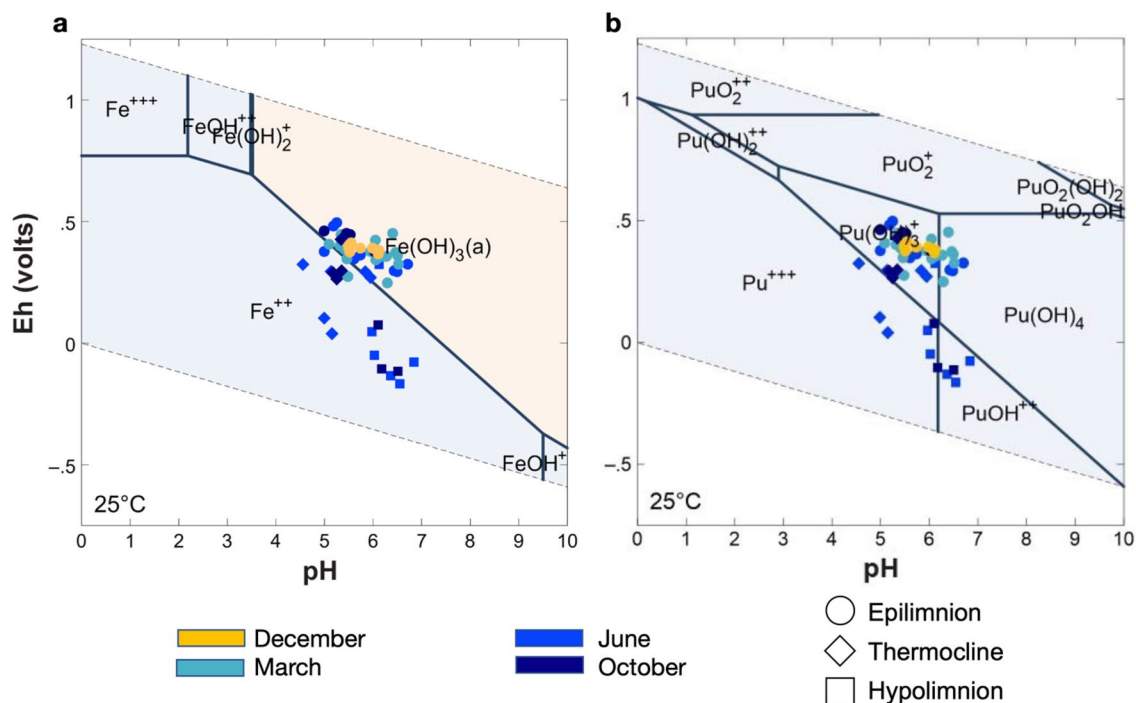 a
Eh (volts)
1
.5
0
–.5
Fe+++
FeOH++
Fe(OH)2+
Fe(OH)3(a)
Fe++
FeOH+
25°C
0 1 2 3 4 5 6 7 8 9 10
pH
b
1
.5
0
–.5
PuO2++
Pu(OH)2++
PuO2+
PuO2(OH)2
PuO2OH
Pu(OH)3+
Pu+++
Pu(OH)4
PuOH++
25°C
0 1 2 3 4 5 6 7 8 9 10
pH
December
March
June
October
Epilimnion
Thermocline
Hypolimnion